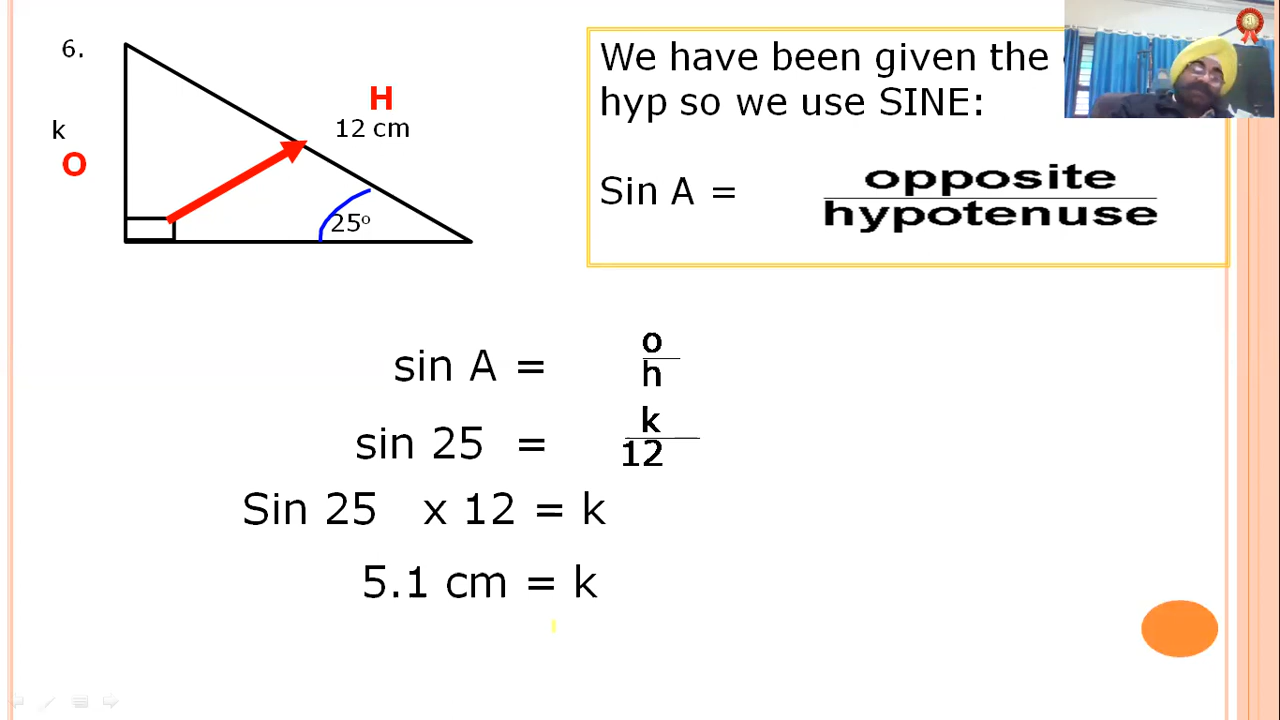 6.
H
12 cm
k
O
25o
We have been given the
hyp so we use SINE:
Sin A =
opposite
hypotenuse
sin A =
o
h
sin 25 =
k
12
Sin 25 x 12 = k
5.1 cm = k